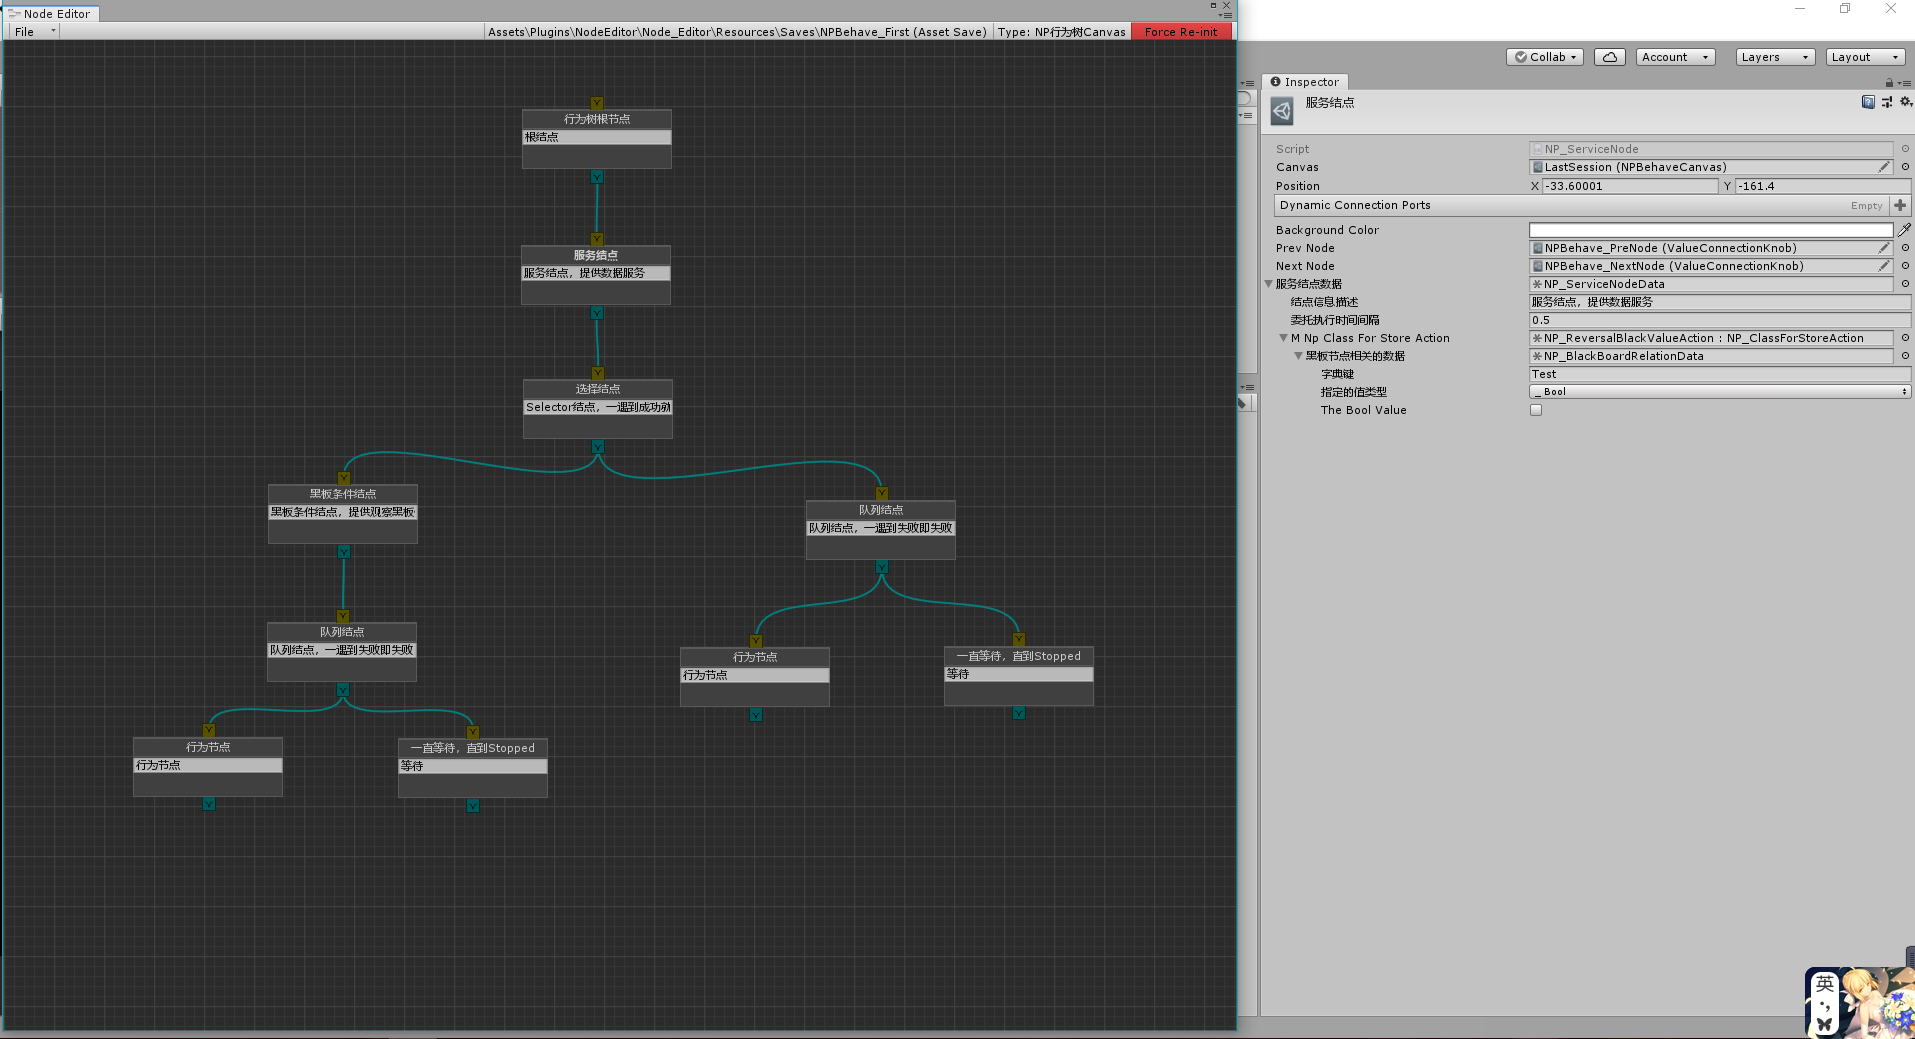 Node Editor
File
Assets\Plugins\NodeEditor\Node_Editor\Resources\Saves\NPBehave_First (Asset Save)
Type: NP行为树Canvas
Force Re-init
行为树根节点
根结点
服务结点
服务结点，提供数据服务
选择结点
Selector结点，一遇到成功就
黑板条件结点
黑板条件结点，提供观察黑板
队列结点
队列结点，一遇到失败即失败
队列结点
队列结点，一遇到失败即失败
行为节点
行为节点
一直等待，直到Stopped
等待
行为节点
行为节点
一直等待，直到Stopped
等待
Collab
Account
Layers
Layout
Inspector
服务结点
Script
NP_ServiceNode
Canvas
LastSession (NPBehaveCanvas)
Position
X -33.60001
Y -161.4
Dynamic Connection Ports
Empty
Background Color
Prev Node
NPBehave_PreNode (ValueConnectionKnob)
Next Node
NPBehave_NextNode (ValueConnectionKnob)
服务结点数据
NP_ServiceNodeData
结点信息描述
服务结点，提供数据服务
委托执行时间间隔
0.5
M Np Class For Store Action
NP_ReversalBlackValueAction : NP_ClassForStoreAction
黑板节点相关的数据
NP_BlackBoardRelationData
字典键
Test
指定的值类型
_Bool
The Bool Value
英